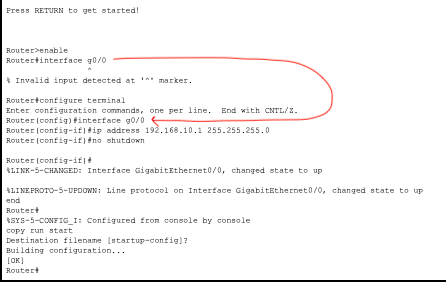 Press RETURN to get started!
Router>enable
Router#interface g0/0
^
% Invalid input detected at '^' marker.
Router#configure terminal
Enter configuration commands, one per line.  End with CNTL/Z.
Router(config)#interface g0/0
Router(config-if)#ip address 192.168.10.1 255.255.255.0
Router(config-if)#no shutdown
Router(config-if)#
%LINK-5-CHANGED: Interface GigabitEthernet0/0, changed state to up
%LINEPROTO-5-UPDOWN: Line protocol on Interface GigabitEthernet0/0, changed state to up
end
Router#
%SYS-5-CONFIG_I: Configured from console by console
copy run start
Destination filename [startup-config]?
Building configuration...
[OK]
Router#